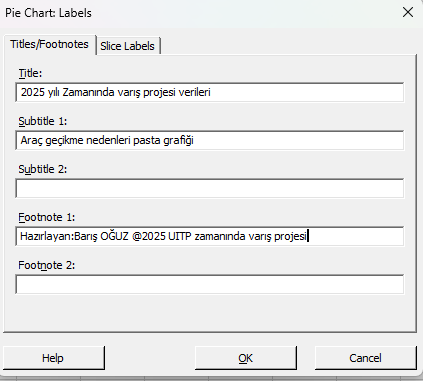 Pie Chart: Labels
Titles/Footnotes
Slice Labels
Title:
2025 yılı Zamanında varış projesi verileri
Subtitle 1:
Araç geçikme nedenleri pasta grafiği
Subtitle 2:
Footnote 1:
Hazırlayan:Barış OĞUZ @2025 UITP zamanında varış projesi
Footnote 2:
Help
OK
Cancel